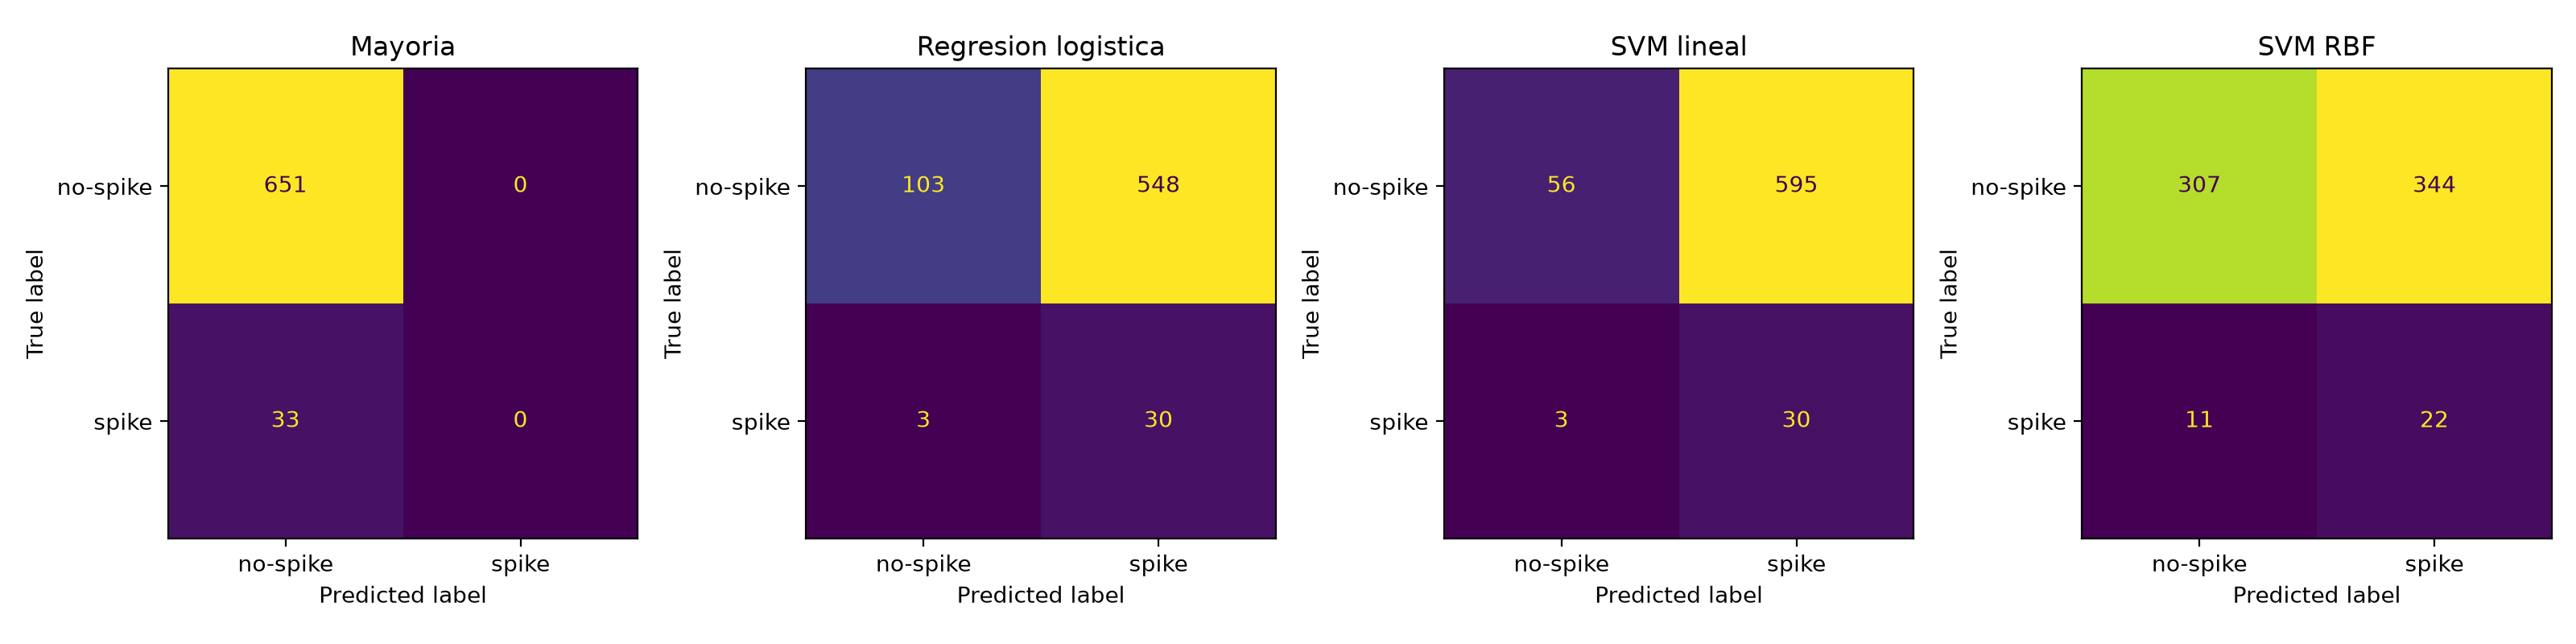 Mayoria
no-spike
651
0
True label
spike
33
0
no-spike
spike
Predicted label
Regresion logistica
no-spike
103
548
True label
spike
3
30
no-spike
spike
Predicted label
SVM lineal
no-spike
56
595
True label
spike
3
30
no-spike
spike
Predicted label
SVM RBF
no-spike
307
344
True label
spike
11
22
no-spike
spike
Predicted label